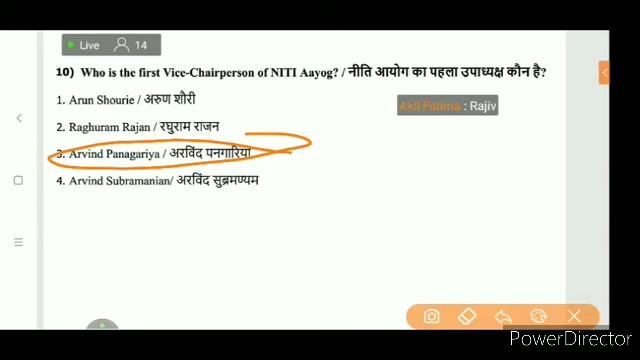 Live 14
10) Who is the first Vice-Chairperson of NITI Aayog? / नीति आयोग का पहला उपाध्यक्ष कौन है?
1. Arun Shourie / अरुण शौरी
Akil Fatima : Rajiv
2. Raghuram Rajan / रघुराम राजन
3. Arvind Panagariya / अरविंद पनगारिया
4. Arvind Subramanian/ अरविंद सुब्रमण्यम
PowerDirector